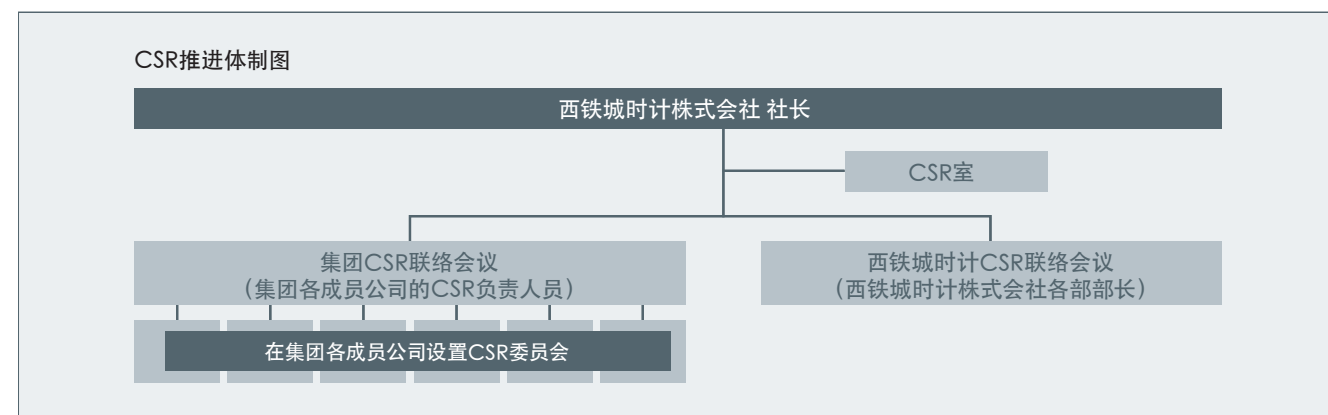 CSR推进体制图
西铁城时计株式会社 社长
CSR室
集团CSR联络会议
（集团各成员公司的CSR负责人员）
西铁城时计CSR联络会议
（西铁城时计株式会社各部部长）
在集团各成员公司设置CSR委员会